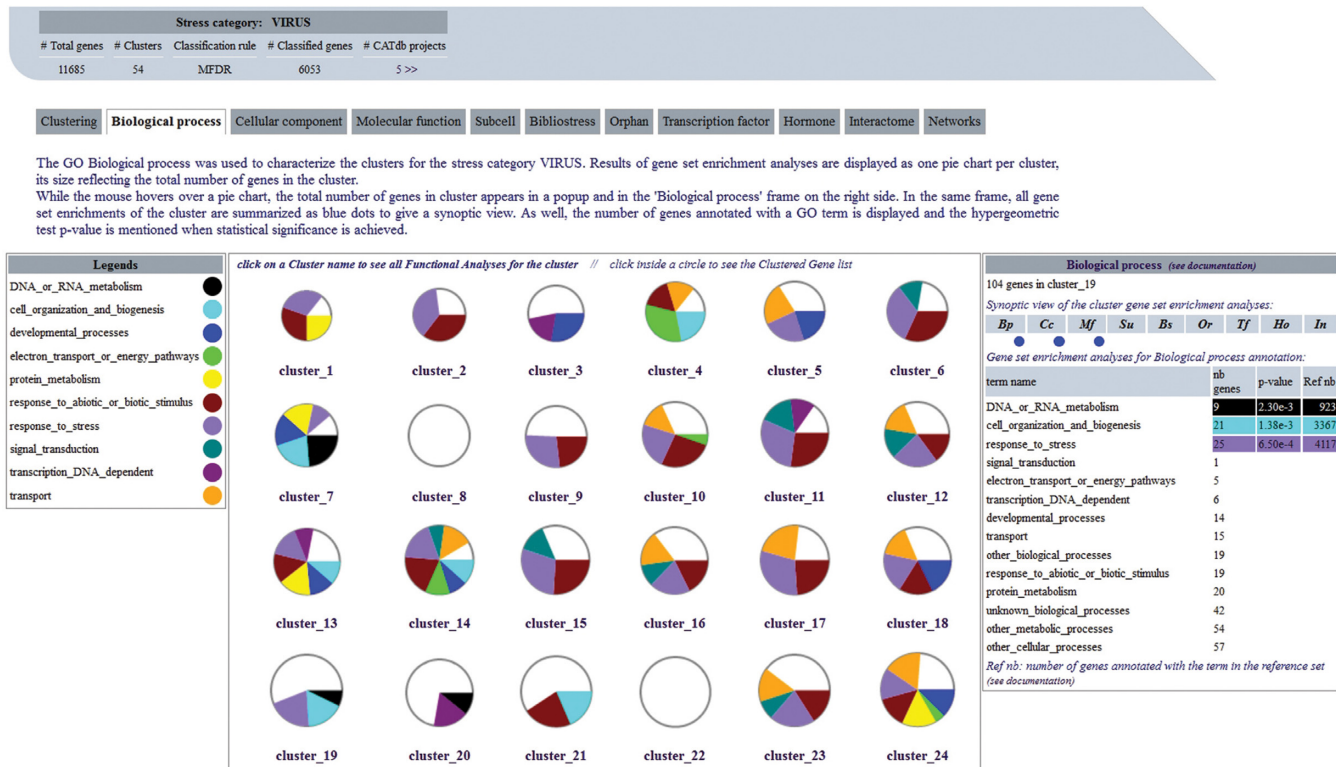 Stress category: VIRUS
# Total genes # Clusters Classification rule # Classified genes # CATdb projects
11685 54 MFDR 6053 5 >>
Clustering Biological process Cellular component Molecular function Subcell Bibliostress Orphan Transcription factor Hormone Interactome Networks
The GO Biological process was used to characterize the clusters for the stress category VIRUS. Results of gene set enrichment analyses are displayed as one pie chart per cluster,
its size reflecting the total number of genes in the cluster.
While the mouse hovers over a pie chart, the total number of genes in cluster appears in a popup and in the 'Biological process' frame on the right side. In the same frame, all gene
set enrichments of the cluster are summarized as blue dots to give a synoptic view. As well, the number of genes annotated with a GO term is displayed and the hypergeometric
test p-value is mentioned when statistical significance is achieved.
Legends
DNA_or_RNA_metabolism
cell_organization_and_biogenesis
developmental_processes
electron_transport_or_energy_pathways
protein_metabolism
response_to_abiotic_or_biotic_stimulus
response_to_stress
signal_transduction
transcription_DNA_dependent
transport
click on a Cluster name to see all Functional Analyses for the cluster // click inside a circle to see the Clustered Gene list
cluster_1 cluster_2 cluster_3 cluster_4 cluster_5 cluster_6
cluster_7 cluster_8 cluster_9 cluster_10 cluster_11 cluster_12
cluster_13 cluster_14 cluster_15 cluster_16 cluster_17 cluster_18
cluster_19 cluster_20 cluster_21 cluster_22 cluster_23 cluster_24
Biological process (see documentation)
104 genes in cluster_19
Synoptic view of the cluster gene set enrichment analyses:
Bp Cc Mf Su Bs Or Tf Ho In
Gene set enrichment analyses for Biological process annotation:
term name nb genes p-value Ref nb
DNA_or_RNA_metabolism 9 2.30e-3 923
cell_organization_and_biogenesis 21 1.38e-3 3367
response_to_stress 25 6.50e-4 4117
signal_transduction 1
electron_transport_or_energy_pathways 5
transcription_DNA_dependent 6
developmental_processes 14
transport 15
other_biological_processes 19
response_to_abiotic_or_biotic_stimulus 19
protein_metabolism 20
unknown_biological_processes 42
other_metabolic_processes 54
other_cellular_processes 57
Ref nb: number of genes annotated with the term in the reference set
(see documentation)